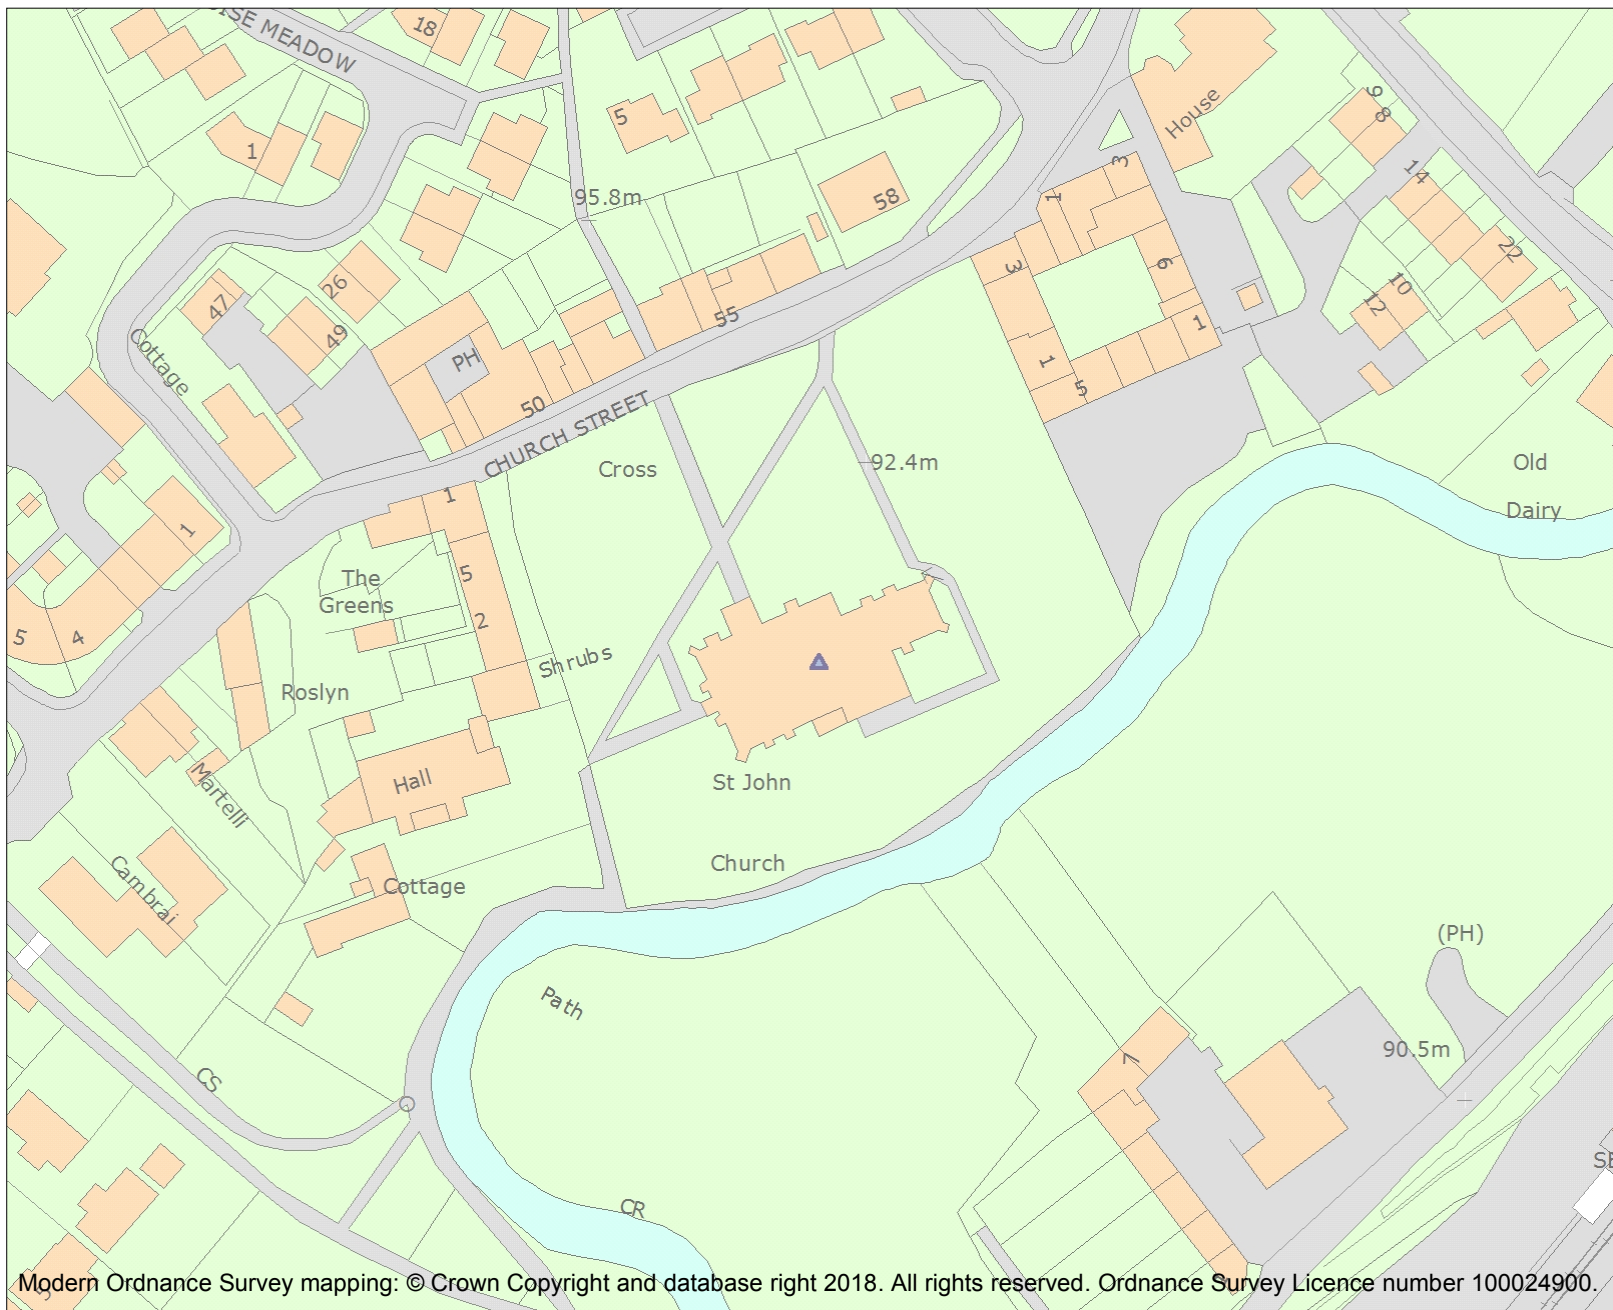 18
MEADOW
5
House
9
8
1
95.8m
58
3
1
14
22
47
26
3
6
10
12
Cottage
49
PH
55
1
1
5
50
CHURCH STREET
Cross
92.4m
Old
Dairy
1
1
The
Greens
5
2
5
4
Shrubs
Roslyn
Hall
St John
Martelli
Church
Cambrai
Cottage
(PH)
Path
7
90.5m
CS
CR
5
Modern Ordnance Survey mapping: © Crown Copyright and database right 2018. All rights reserved. Ordnance Survey Licence number 100024900.